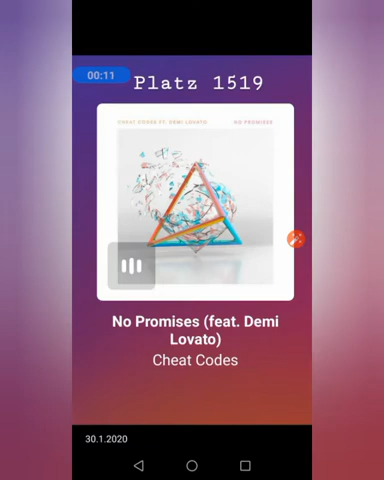 00:11
Platz 1519
CHEAT CODES FT. DEMI LOVATO NO PROMISES
No Promises (feat. Demi
Lovato)
Cheat Codes
30.1.2020